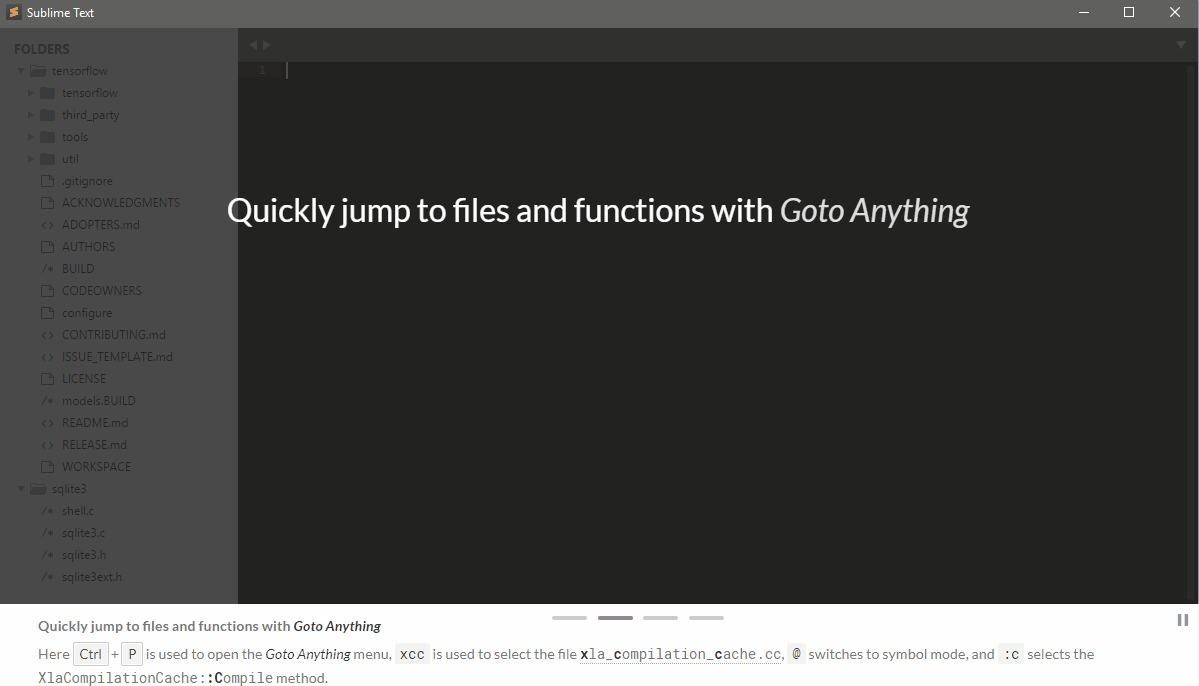 Sublime Text
FOLDERS
tensorflow
tensorflow
third_party
tools
util
.gitignore
ACKNOWLEDGMENTS
ADOPTERS.md
AUTHORS
BUILD
CODEOWNERS
configure
CONTRIBUTING.md
ISSUE_TEMPLATE.md
LICENSE
models.BUILD
README.md
RELEASE.md
WORKSPACE
sqlite3
shell.c
sqlite3.c
sqlite3.h
sqlite3ext.h
1
Quickly jump to files and functions with Goto Anything
Quickly jump to files and functions with Goto Anything
Here Ctrl + P is used to open the Goto Anything menu, xcc is used to select the file xla_compilation_cache.cc, @ switches to symbol mode, and :c selects the
XlaCompilationCache::Compile method.